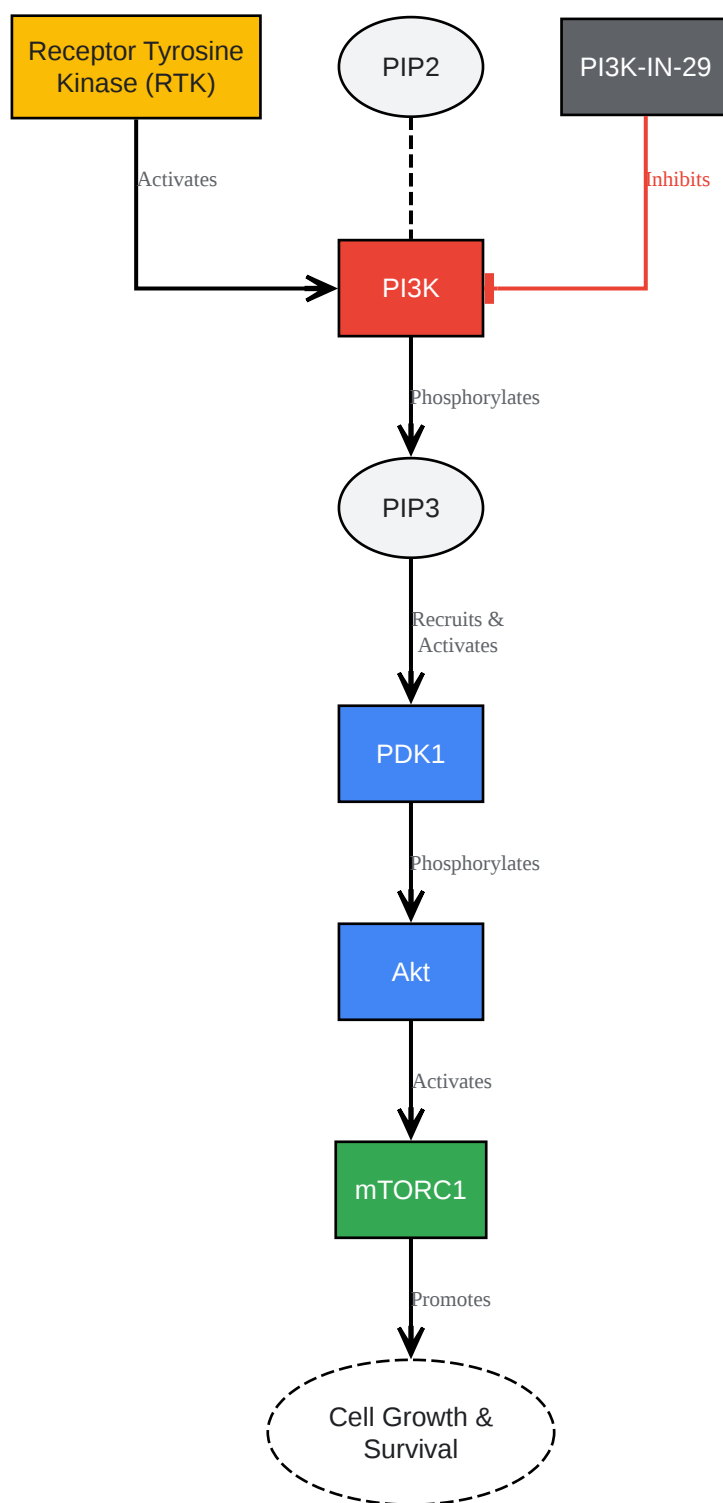 Receptor Tyrosine
Kinase (RTK)
PIP2
PI3K-IN-29
Activates
Inhibits
PI3K
Phosphorylates
PIP3
Recruits &
Activates
PDK1
Phosphorylates
Akt
Activates
mTORC1
Promotes
Cell Growth &
Survival